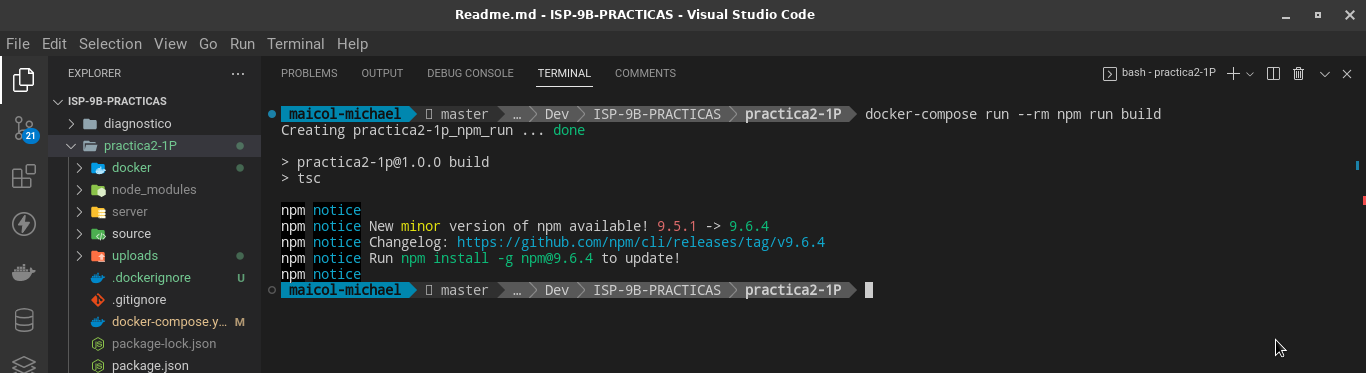 Readme.md - ISP-9B-PRACTICAS - Visual Studio Code
File Edit Selection View Go Run Terminal Help
EXPLORER
ISP-9B-PRACTICAS
diagnostico
practica2-1P
docker
node_modules
server
source
uploads
.dockerignore U
.gitignore
docker-compose.y... M
package-lock.json
package.json
21
PROBLEMS OUTPUT DEBUG CONSOLE TERMINAL COMMENTS
bash - practica2-1P
maicol-michael master ... Dev ISP-9B-PRACTICAS practica2-1P docker-compose run --rm npm run build
Creating practica2-1p_npm_run ... done
> practica2-1p@1.0.0 build
> tsc
npm notice
npm notice New minor version of npm available! 9.5.1 -> 9.6.4
npm notice Changelog: https://github.com/npm/cli/releases/tag/v9.6.4
npm notice Run npm install -g npm@9.6.4 to update!
npm notice
maicol-michael master ... Dev ISP-9B-PRACTICAS practica2-1P